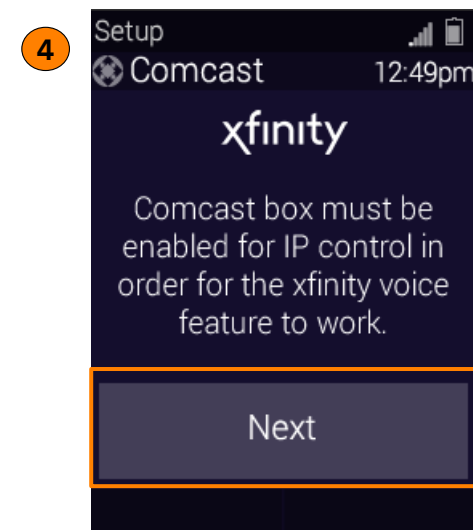 4
Setup
Comcast 12:49pm
xfinity
Comcast box must be
enabled for IP control in
order for the xfinity voice
feature to work.
Next